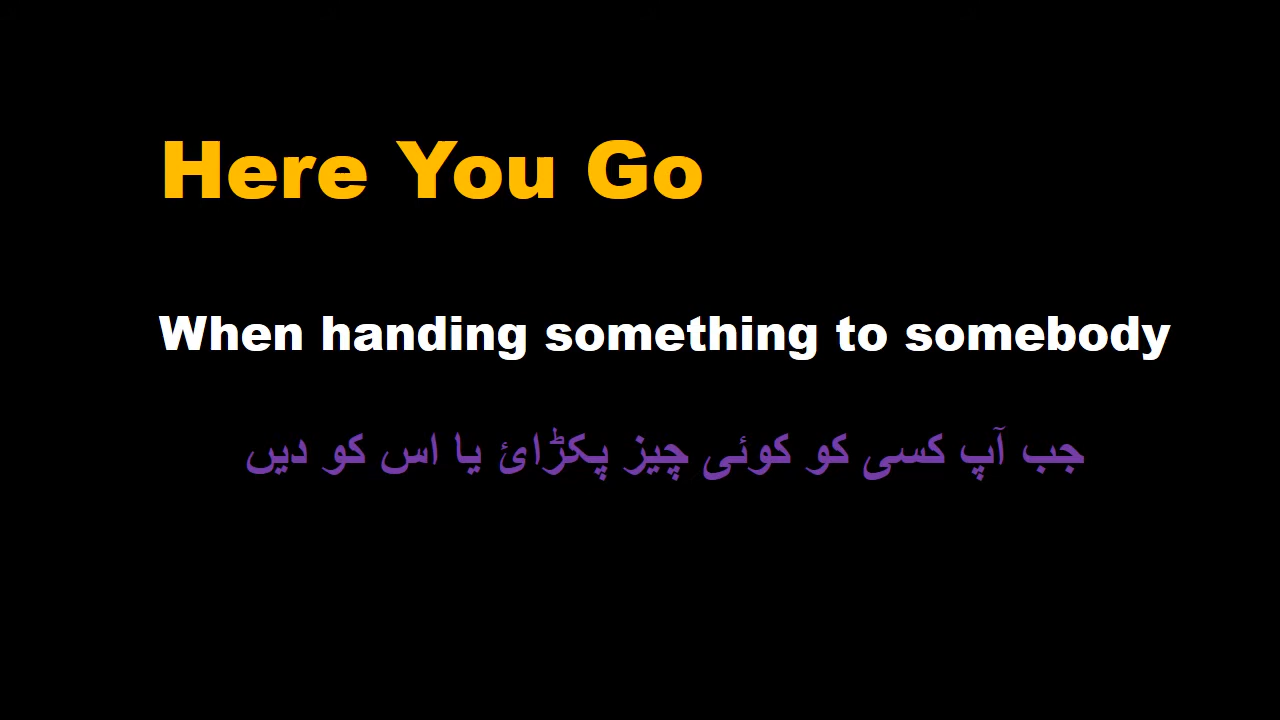 Here You Go
When handing something to somebody
جب آپ کسی کو کوئی چیز پکڑائ یا اس کو دیں